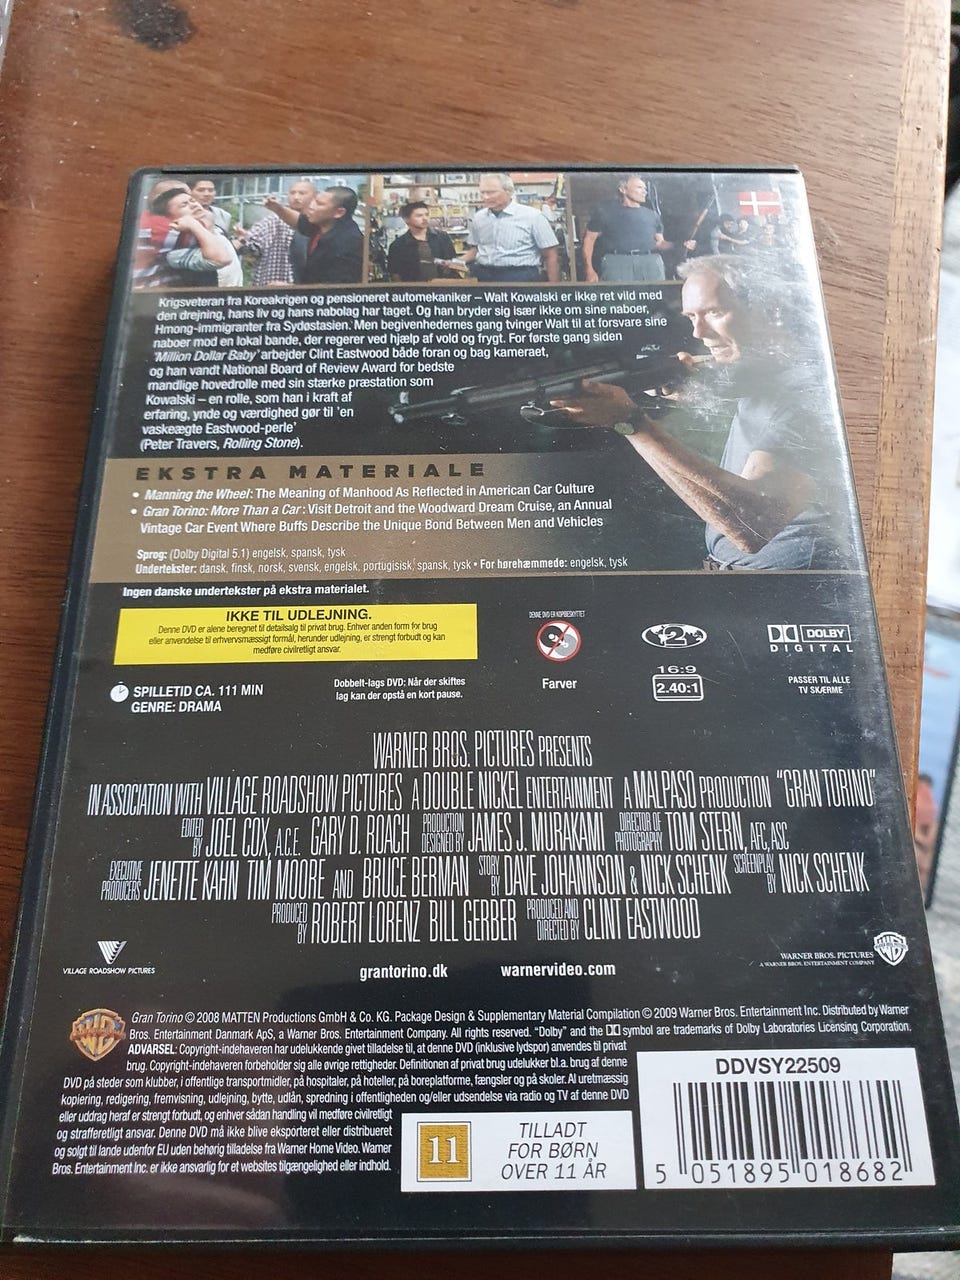 Krigsveteran fra Koreakrigen og pensioneret automekaniker – Walt Kowalski er ikke ret vild med
den drejning, hans liv og hans nabolag har taget. Og han bryder sig især ikke om sine naboer,
Hmong-immigranter fra Sydøstasien. Men begivenhedernes gang tvinger Walt til at forsvare sine
naboer mod en lokal bande, der regerer ved hjælp af vold og frygt. For første gang siden
'Million Dollar Baby' arbejder Clint Eastwood både foran og bag kameraet,
og han vandt National Board of Review Award for bedste
mandlige hovedrolle med sin stærke præstation som
Kowalski – en rolle, som han i kraft af
erfaring, ynde og værdighed gør til 'en
vaskeægte Eastwood-perle'
(Peter Travers, Rolling Stone).
EKSTRA MATERIALE
• Manning the Wheel: The Meaning of Manhood As Reflected in American Car Culture
• Gran Torino: More Than a Car: Visit Detroit and the Woodward Dream Cruise, an Annual
Vintage Car Event Where Buffs Describe the Unique Bond Between Men and Vehicles
Sprog: (Dolby Digital 5.1) engelsk, spansk, tysk
Undertekster: dansk, finsk, norsk, svensk, engelsk, portugisisk, spansk, tysk • For hørehæmmede: engelsk, tysk
Ingen danske undertekster på ekstra materialet.
IKKE TIL UDLEJNING.
Denne DVD er alene beregnet til detailsalg til privat brug. Enhver anden form for brug
eller anvendelse til erhvervsmæssigt formål, herunder udlejning, er strengt forbudt og kan
medføre civilretligt ansvar.
DENNE DVD ER KOPIBESKYTTET
2
DOLBY
DIGITAL
SPILLETID CA. 111 MIN
GENRE: DRAMA
Dobbelt-lags DVD: Når der skiftes
lag kan der opstå en kort pause.
Farver
16:9
2.40:1
PASSER TIL ALLE
TV SKÆRME
WARNER BROS. PICTURES PRESENTS
IN ASSOCIATION WITH VILLAGE ROADSHOW PICTURES A DOUBLE NICKEL ENTERTAINMENT A MALPASO PRODUCTION "GRAN TORINO"
EDITED BY JOEL COX, A.C.E. GARY D. ROACH PRODUCTION DESIGNED BY JAMES J. MURAKAMI DIRECTOR OF PHOTOGRAPHY TOM STERN, AFC, ASC
EXECUTIVE PRODUCERS JENETTE KAHN TIM MOORE AND BRUCE BERMAN STORY BY DAVE JOHANNSON & NICK SCHENK SCREENPLAY BY NICK SCHENK
PRODUCED BY ROBERT LORENZ BILL GERBER PRODUCED AND DIRECTED BY CLINT EASTWOOD
VILLAGE ROADSHOW PICTURES
grantorino.dk warnervideo.com
WARNER BROS. PICTURES
A WARNER BROS. ENTERTAINMENT COMPANY
Gran Torino © 2008 MATTEN Productions GmbH & Co. KG. Package Design & Supplementary Material Compilation © 2009 Warner Bros. Entertainment Inc. Distributed by Warner
Bros. Entertainment Danmark ApS, a Warner Bros. Entertainment Company. All rights reserved. "Dolby" and the symbol are trademarks of Dolby Laboratories Licensing Corporation.
ADVARSEL: Copyright-indehaveren har udelukkende givet tilladelse til, at denne DVD (inklusive lydspor) anvendes til privat
brug. Copyright-indehaveren forbeholder sig alle øvrige rettigheder. Definitionen af privat brug udelukker bl.a. brug af denne
DVD på steder som klubber, i offentlige transportmidler, på hospitaler, på hoteller, på boreplatforme, fængsler og på skoler. Al uretmæssig
kopiering, redigering, fremvisning, udlejning, bytte, udlån, spredning i offentligheden og/eller udsendelse via radio og TV af denne DVD
eller uddrag heraf er strengt forbudt, og enhver sådan handling vil medføre civilretligt
og strafferetligt ansvar. Denne DVD må ikke blive eksporteret eller distribueret
og solgt til lande udenfor EU uden behørig tilladelse fra Warner Home Video. Warner
Bros. Entertainment Inc. er ikke ansvarlig for et websites tilgængelighed eller indhold.
11
TILLADT
FOR BØRN
OVER 11 ÅR
DDVSY22509
5 051895 018682